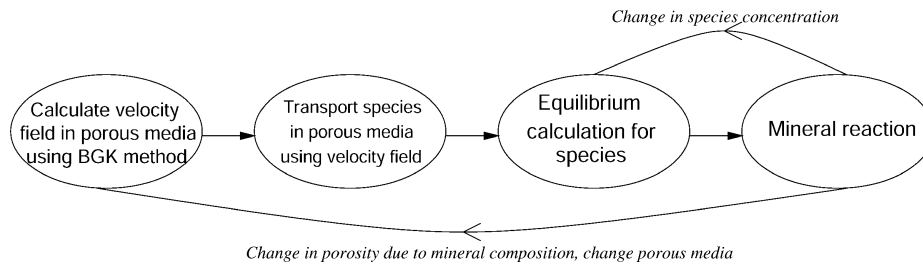 Change in species concentration
Calculate velocity
field in porous media
using BGK method
Transport species
in porous media
using velocity field
Equilibrium
calculation for
species
Mineral reaction
Change in porosity due to mineral composition, change porous media